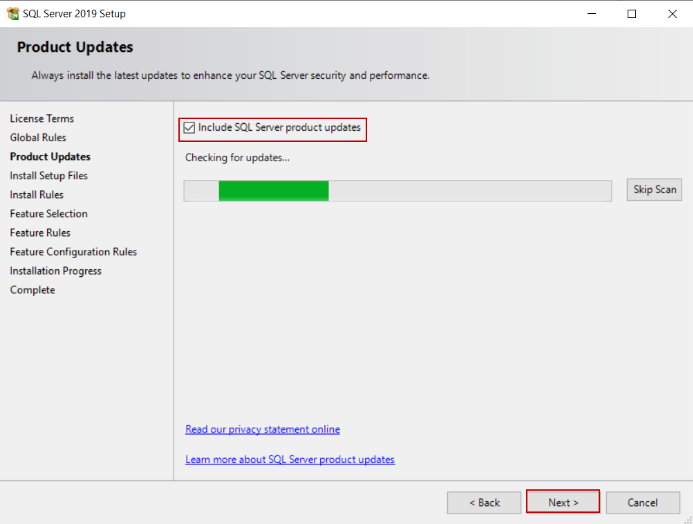 SQL Server 2019 Setup
Product Updates
Always install the latest updates to enhance your SQL Server security and performance.
License Terms
Global Rules
Product Updates
Install Setup Files
Install Rules
Feature Selection
Feature Rules
Feature Configuration Rules
Installation Progress
Complete
Include SQL Server product updates
Checking for updates...
Skip Scan
Read our privacy statement online
Learn more about SQL Server product updates
< Back
Next >
Cancel